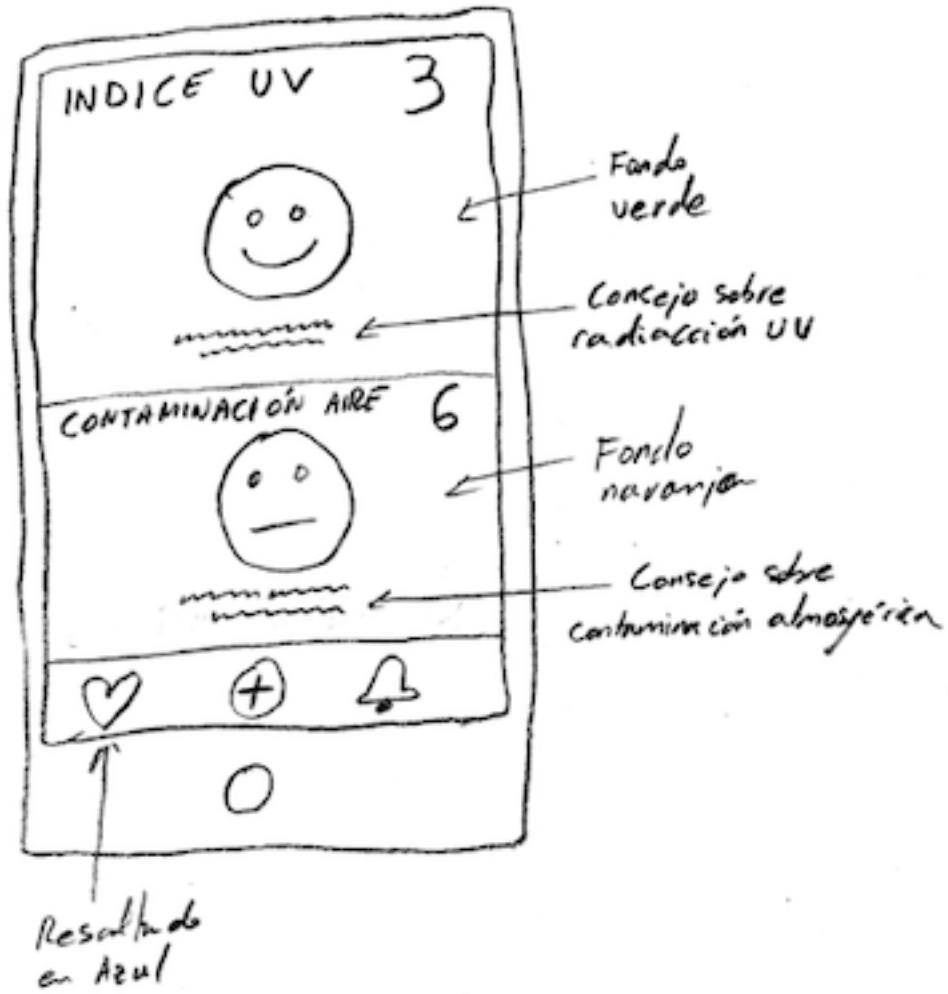 INDICE UV 3
Fondo
verde
Consejo sobre
radiacción UV
CONTAMINACIÓN AIRE 6
Fondo
naranja
Consejo sobre
contaminación atmosférica
Resaltado
en Azul